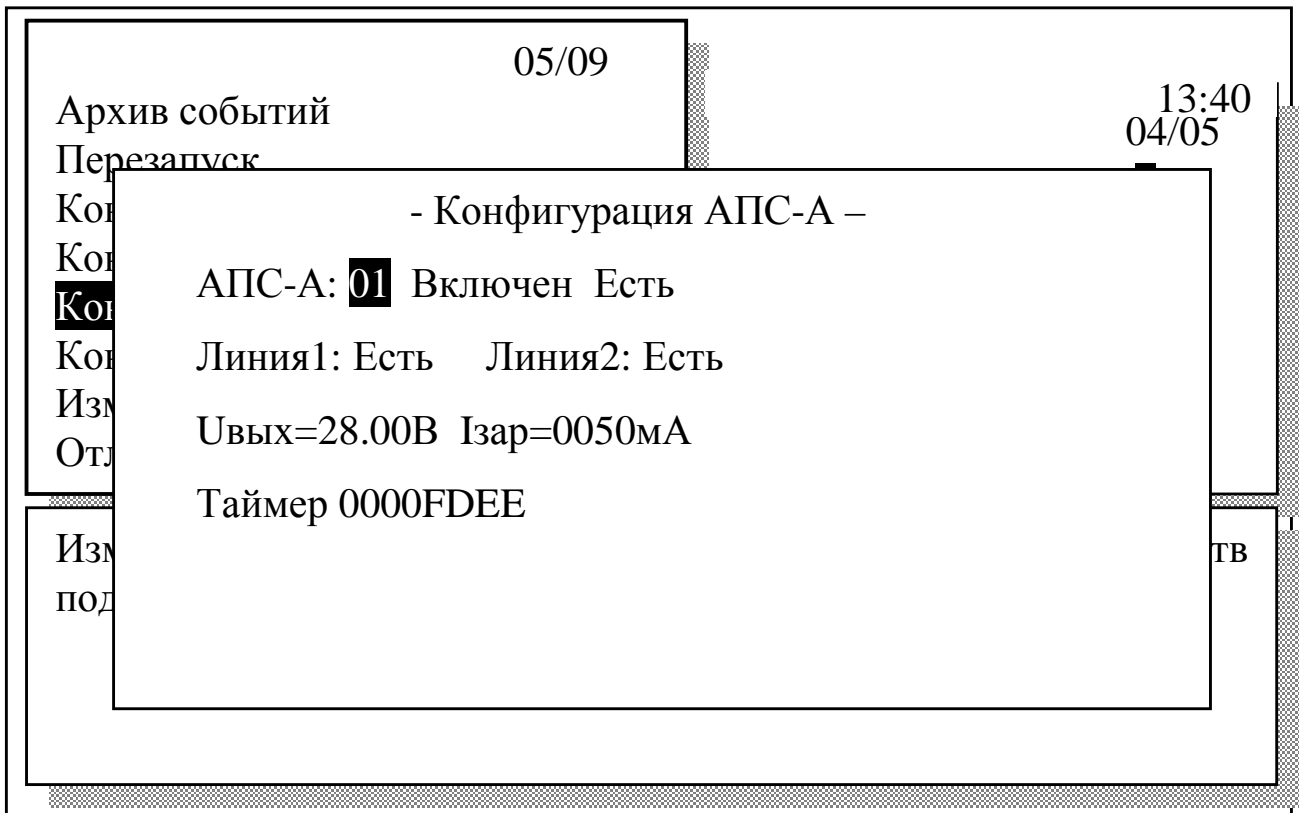 05/09
Архив событий
Перезапуск
13:40
04/05
- Конфигурация АПС-А –
АПС-А: 01 Включен Есть
Линия1: Есть Линия2: Есть
Uвых=28.00В Iзар=0050мА
Таймер 0000FDEE